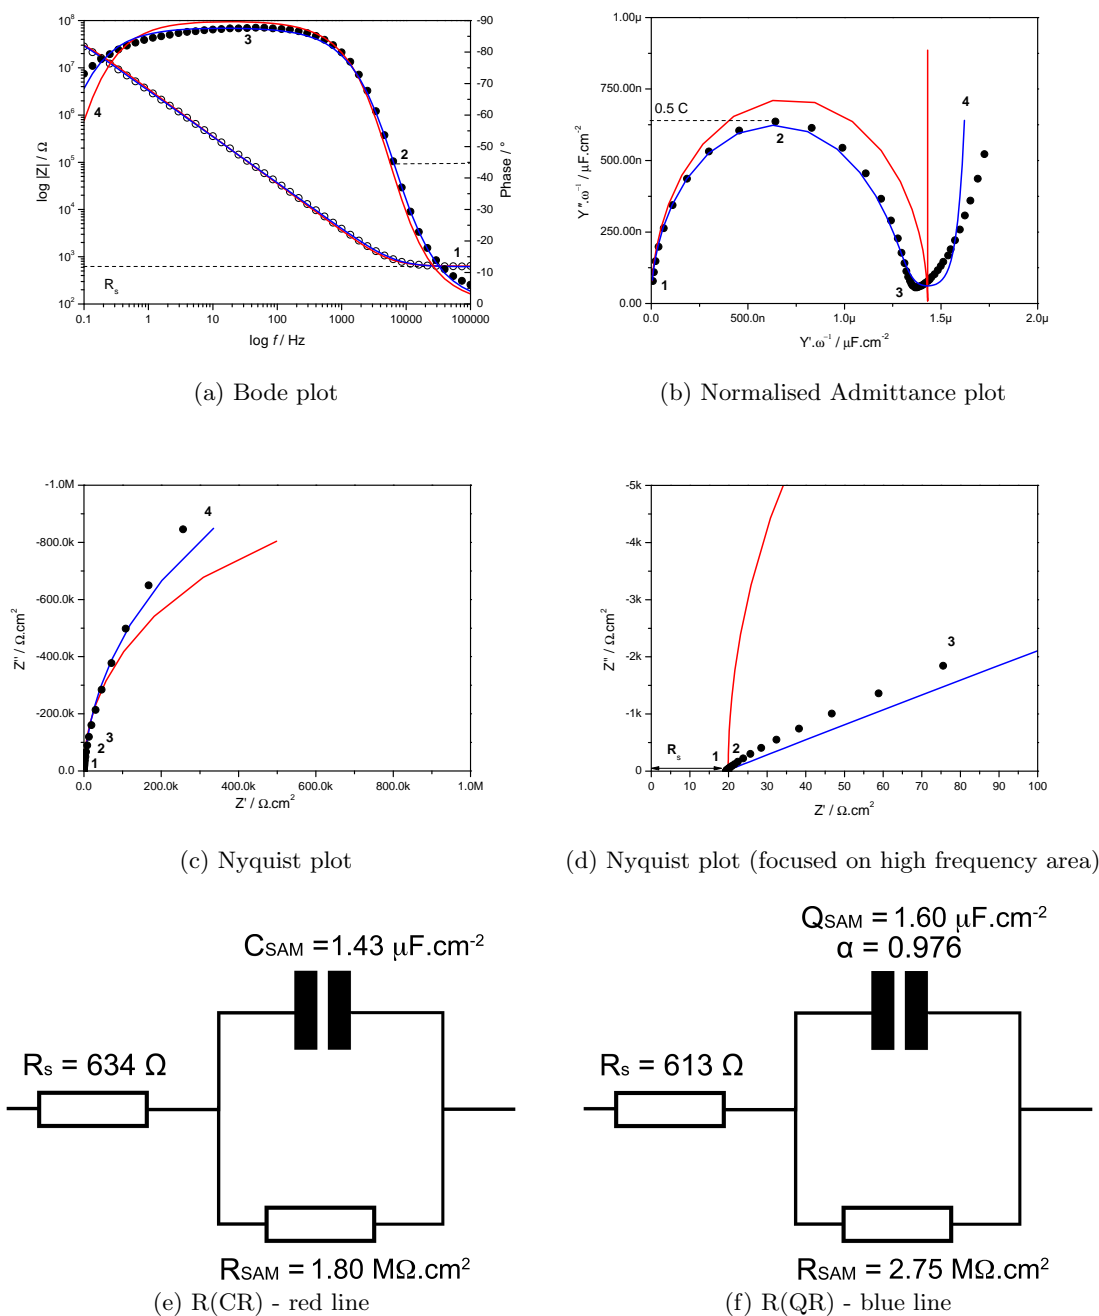 10⁸
10⁷
10⁶
10⁵
10⁴
10³
10²
log |Z| / Ω
0.1 1 10 100 1000 10000 100000
log f / Hz
-90
-80
-70
-60
-50
-40
-30
-20
-10
0
Phase / °
3
4
2
1
Rₛ
(a) Bode plot
1.00µ
750.00n
500.00n
250.00n
0.00
Y''.ω⁻¹ / µF.cm⁻²
0.0 500.0n 1.0µ 1.5µ 2.0µ
Y'.ω⁻¹ / µF.cm⁻²
0.5 C
4
2
3
1
(b) Normalised Admittance plot
-1.0M
-800.0k
-600.0k
-400.0k
-200.0k
0.0
Z'' / Ω.cm²
0.0 200.0k 400.0k 600.0k 800.0k 1.0M
Z' / Ω.cm²
4
3
2
1
(c) Nyquist plot
-5k
-4k
-3k
-2k
-1k
0
Z'' / Ω.cm²
0 10 20 30 40 50 60 70 80 90 100
Z' / Ω.cm²
3
Rₛ
1 2
(d) Nyquist plot (focused on high frequency area)
CSAM = 1.43 µF.cm⁻²
Rs = 634 Ω
RSAM = 1.80 MΩ.cm²
(e) R(CR) - red line
QSAM = 1.60 µF.cm⁻²
α = 0.976
Rs = 613 Ω
RSAM = 2.75 MΩ.cm²
(f) R(QR) - blue line